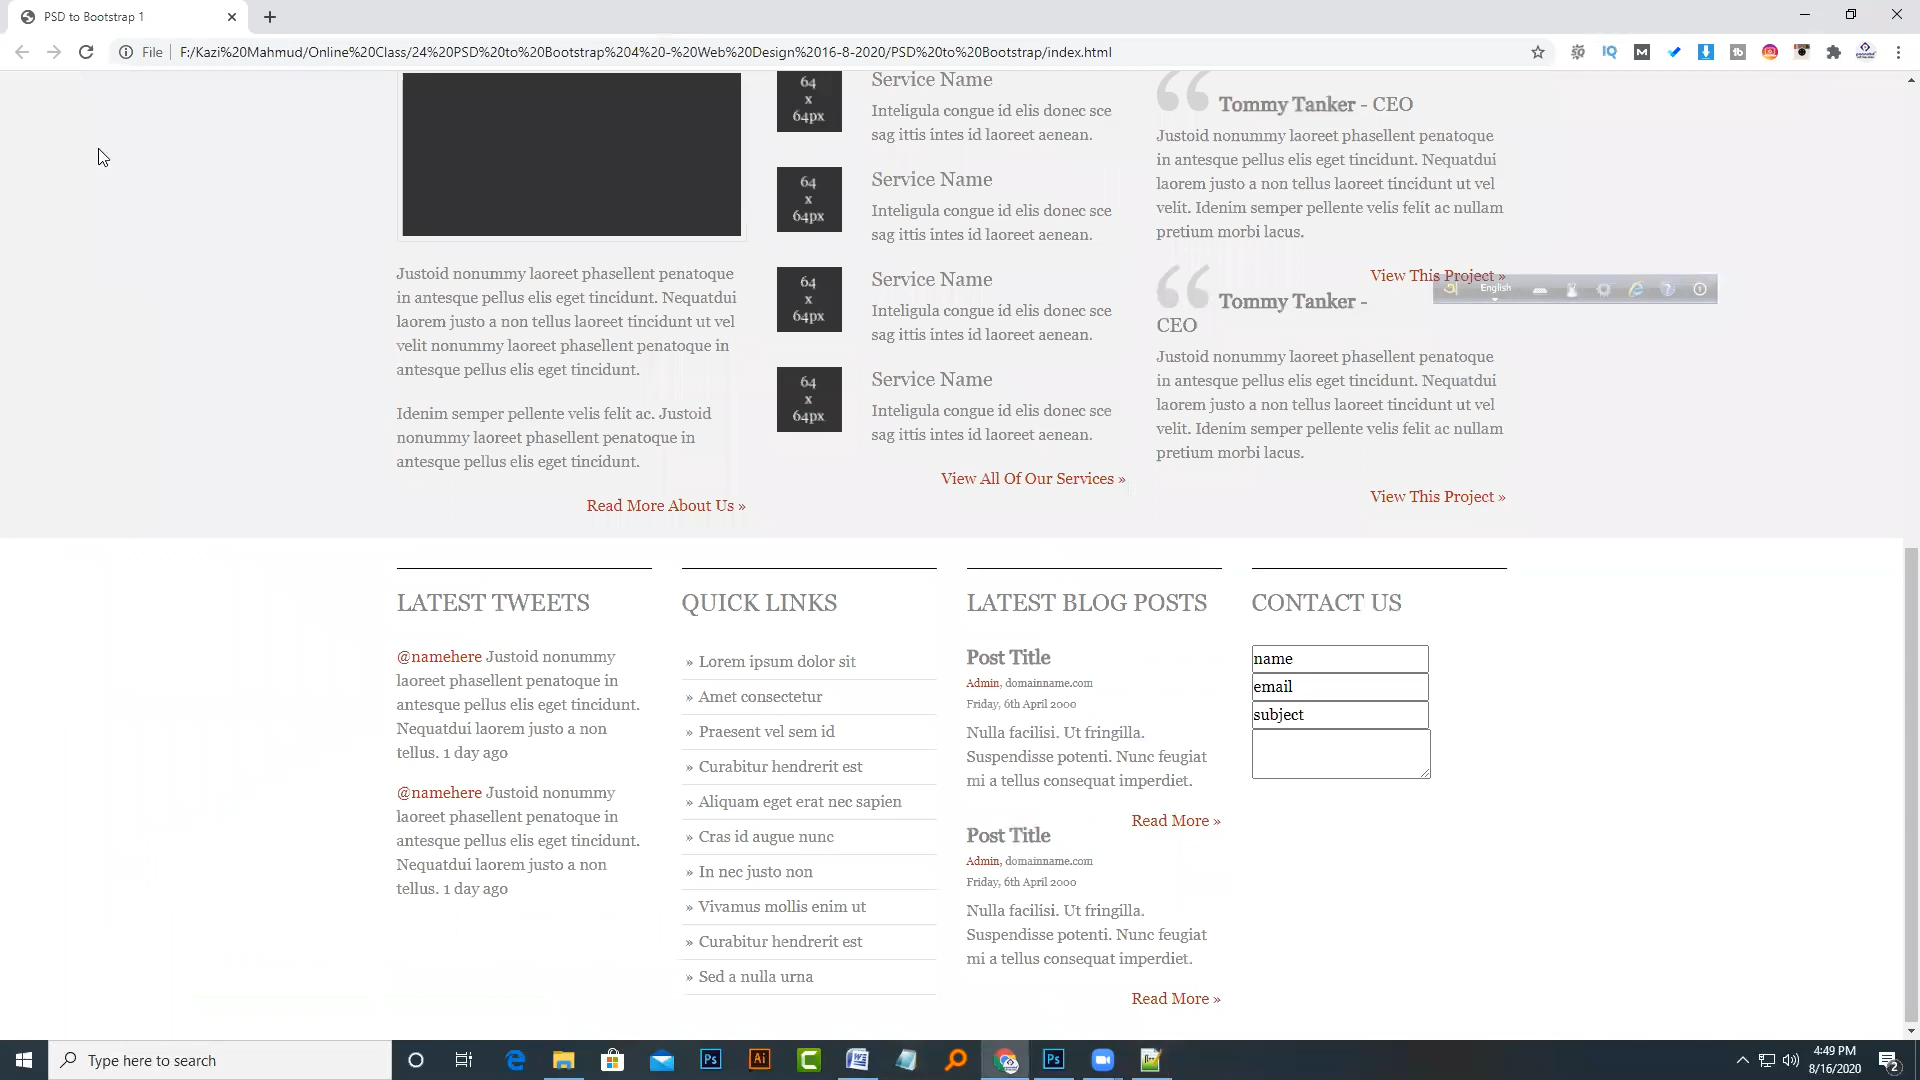 PSD to Bootstrap 1
File
F:/Kazi%20Mahmud/Online%20Class/24%20PSD%20to%20Bootstrap%204%20-%20Web%20Design%2016-8-2020/PSD%20to%20Bootstrap/index.html
64
x
64px
Service Name
Inteligula congue id elis donec sce
sag ittis intes id laoreet aenean.
64
x
64px
Service Name
Inteligula congue id elis donec sce
sag ittis intes id laoreet aenean.
64
x
64px
Service Name
Inteligula congue id elis donec sce
sag ittis intes id laoreet aenean.
64
x
64px
Service Name
Inteligula congue id elis donec sce
sag ittis intes id laoreet aenean.
View All Of Our Services »
Justoid nonummy laoreet phasellent penatoque
in antesque pellus elis eget tincidunt. Nequatdui
laorem justo a non tellus laoreet tincidunt ut vel
velit nonummy laoreet phasellent penatoque in
antesque pellus elis eget tincidunt.
Idenim semper pellente velis felit ac. Justoid
nonummy laoreet phasellent penatoque in
antesque pellus elis eget tincidunt.
Read More About Us »
“ Tommy Tanker - CEO
Justoid nonummy laoreet phasellent penatoque
in antesque pellus elis eget tincidunt. Nequatdui
laorem justo a non tellus laoreet tincidunt ut vel
velit. Idenim semper pellente velis felit ac nullam
pretium morbi lacus.
View This Project »
English
“ Tommy Tanker -
CEO
Justoid nonummy laoreet phasellent penatoque
in antesque pellus elis eget tincidunt. Nequatdui
laorem justo a non tellus laoreet tincidunt ut vel
velit. Idenim semper pellente velis felit ac nullam
pretium morbi lacus.
View This Project »
LATEST TWEETS
@namehere Justoid nonummy
laoreet phasellent penatoque in
antesque pellus elis eget tincidunt.
Nequatdui laorem justo a non
tellus. 1 day ago
@namehere Justoid nonummy
laoreet phasellent penatoque in
antesque pellus elis eget tincidunt.
Nequatdui laorem justo a non
tellus. 1 day ago
QUICK LINKS
» Lorem ipsum dolor sit
» Amet consectetur
» Praesent vel sem id
» Curabitur hendrerit est
» Aliquam eget erat nec sapien
» Cras id augue nunc
» In nec justo non
» Vivamus mollis enim ut
» Curabitur hendrerit est
» Sed a nulla urna
LATEST BLOG POSTS
Post Title
Admin, domainname.com
Friday, 6th April 2000
Nulla facilisi. Ut fringilla.
Suspendisse potenti. Nunc feugiat
mi a tellus consequat imperdiet.
Read More »
Post Title
Admin, domainname.com
Friday, 6th April 2000
Nulla facilisi. Ut fringilla.
Suspendisse potenti. Nunc feugiat
mi a tellus consequat imperdiet.
Read More »
CONTACT US
name
email
subject
Type here to search
4:49 PM
8/16/2020
2